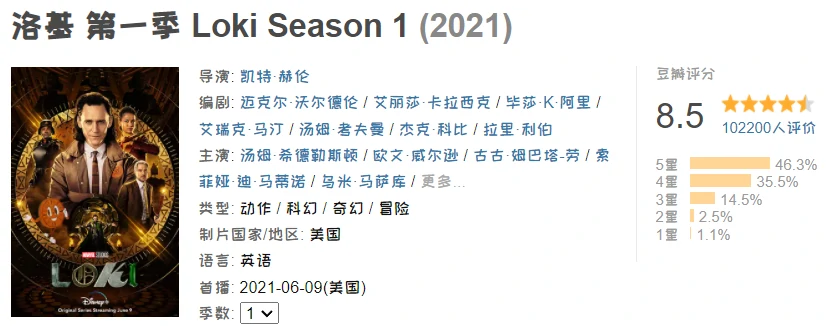 洛基 第一季 Loki Season 1 (2021)
导演: 凯特·赫伦
编剧: 迈克尔·沃尔德伦 / 艾丽莎·卡拉西克 / 毕莎·K·阿里 /
艾瑞克·马汀 / 汤姆·考夫曼 / 杰克·科比 / 拉里·利伯
主演: 汤姆·希德勒斯顿 / 欧文·威尔逊 / 古古·姆巴塔-劳 / 索
菲娅·迪·马蒂诺 / 乌米·马萨库 / 更多...
类型: 动作 / 科幻 / 奇幻 / 冒险
制片国家/地区: 美国
语言: 英语
首播: 2021-06-09(美国)
季数: 1
豆瓣评分
8.5
102200人评价
5星 46.3%
4星 35.5%
3星 14.5%
2星 2.5%
1星 1.1%
MARVEL STUDIOS
LOKI
Disney+
Original Series Streaming June 9